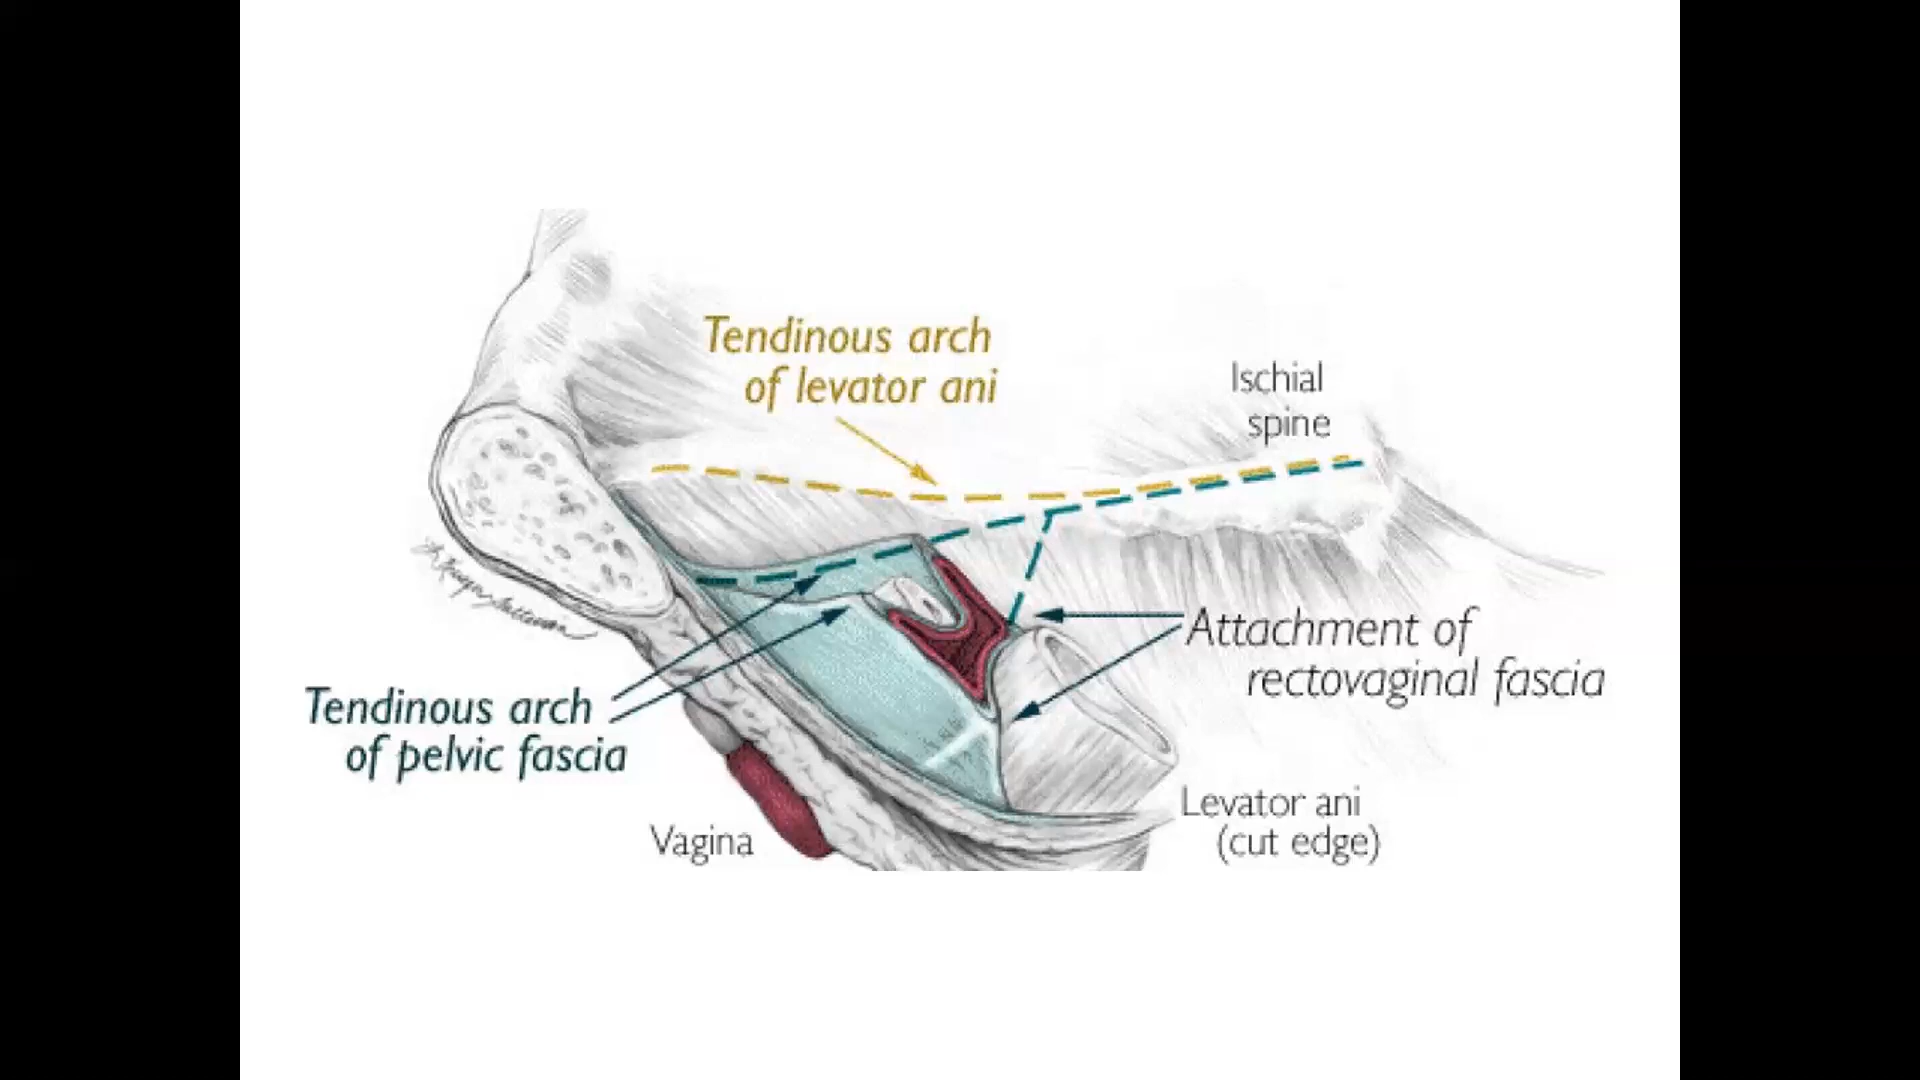 Tendinous arch
of levator ani
Ischial
spine
Attachment of
rectovaginal fascia
Tendinous arch
of pelvic fascia
Levator ani
(cut edge)
Vagina